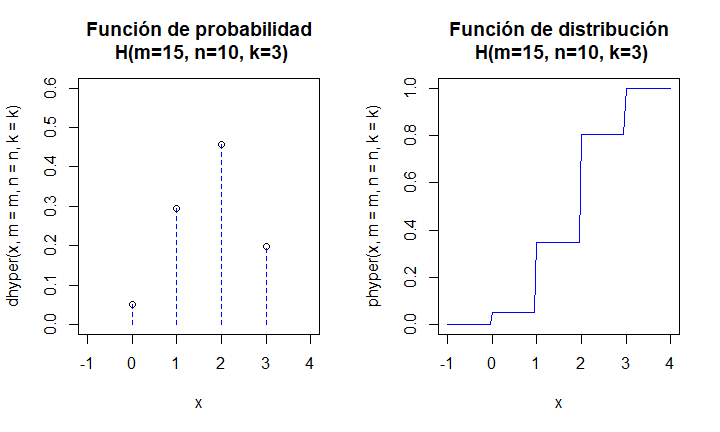 Función de probabilidad
H(m=15, n=10, k=3)
dhyper(x, m = m, n = n, k = k)
0.6
0.5
0.4
0.3
0.2
0.1
0.0
-1 0 1 2 3 4
x
Función de distribución
H(m=15, n=10, k=3)
phyper(x, m = m, n = n, k = k)
1.0
0.8
0.6
0.4
0.2
0.0
-1 0 1 2 3 4
x